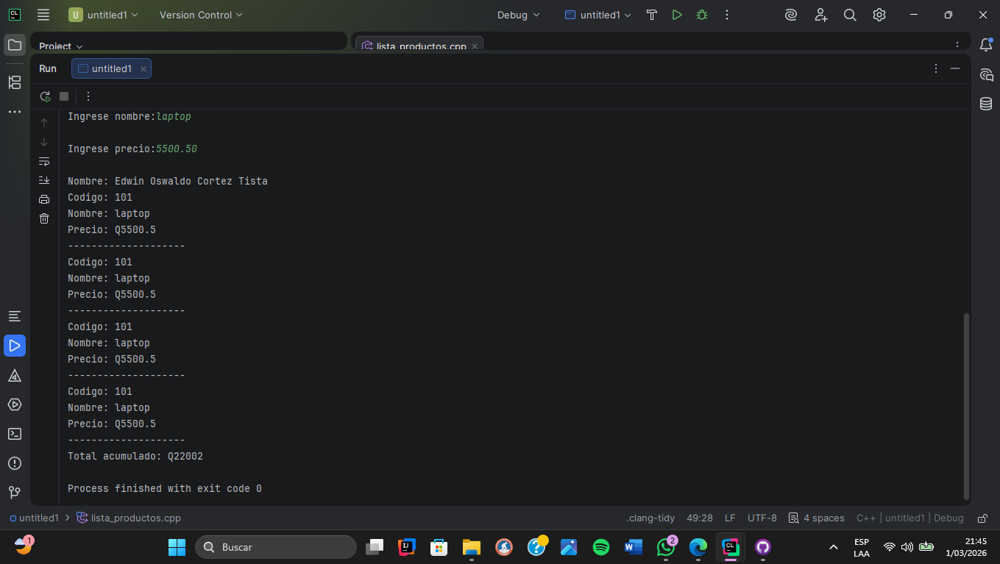 CL
U untitled1
Version Control
Debug
untitled1
Project
lista_productos.cpp
Run
untitled1
Ingrese nombre:laptop
Ingrese precio:5500.50
Nombre: Edwin Oswaldo Cortez Tista
Codigo: 101
Nombre: laptop
Precio: Q5500.5
--------------------
Codigo: 101
Nombre: laptop
Precio: Q5500.5
--------------------
Codigo: 101
Nombre: laptop
Precio: Q5500.5
--------------------
Codigo: 101
Nombre: laptop
Precio: Q5500.5
--------------------
Total acumulado: Q22002
Process finished with exit code 0
untitled1 > lista_productos.cpp
.clang-tidy
49:28
LF
UTF-8
4 spaces
C++ | untitled1 | Debug
1
Buscar
IJ
W
2
CL
ESP
LAA
21:45
1/03/2026